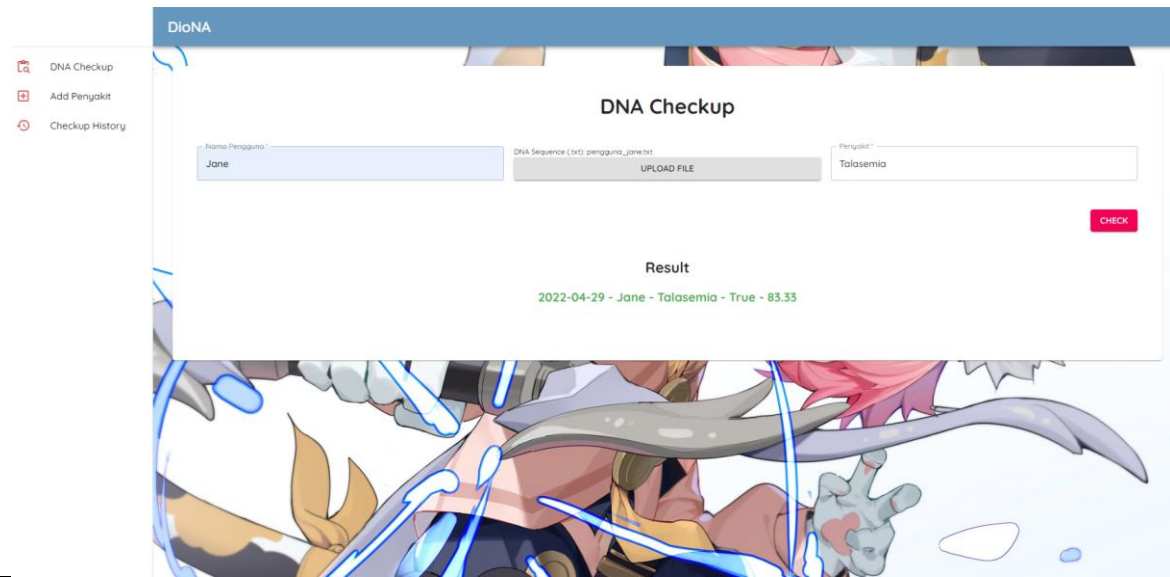 DioNA
DNA Checkup
Add Penyakit
Checkup History
DNA Checkup
Nama Pengguna *
Jane
DNA Sequence (.txt): pengguna_jane.txt
UPLOAD FILE
Penyakit *
Talasemia
CHECK
Result
2022-04-29 - Jane - Talasemia - True - 83.33